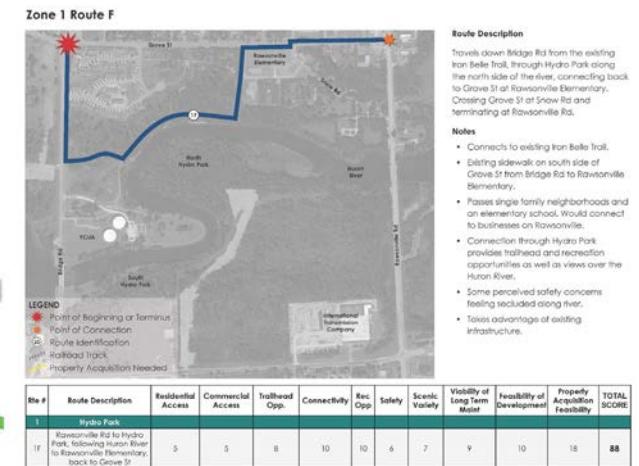 Zone 1 Route F
Grove St
Rawsonville
Elementary
Snow Rd
1F
North
Hydro Park
Huron
River
YCUA
Bridge Rd
South
Hydro Park
Rawsonville Rd
International
Transmission
Company
LEGEND
Point of Beginning or Terminus
Point of Connection
Route Identification
Railroad Track
Property Acquisition Needed
Route Description
Travels down Bridge Rd from the existing
Iron Belle Trail, through Hydro Park along
the north side of the river, connecting back
to Grove St at Rawsonville Elementary.
Crossing Grove St at Snow Rd and
terminating at Rawsonville Rd.
Notes
• Connects to existing Iron Belle Trail.
• Existing sidewalk on south side of
Grove St from Bridge Rd to Rawsonville
Elementary.
• Passes single family neighborhoods and
an elementary school. Would connect
to businesses on Rawsonville.
• Connection through Hydro Park
provides trailhead and recreation
opportunities as well as views over the
Huron River.
• Some perceived safety concerns
feeling secluded along river.
• Takes advantage of existing
infrastructure.
Rte # Route Description Residential Access Commercial Access Trailhead Opp. Connectivity Rec Opp Safety Scenic Variety Viability of Long Term Maint Feasibility of Development Property Acquisition Feasibility TOTAL SCORE
1 Hydro Park
1F Rawsonville Rd to Hydro Park, following Huron River to Rawsonville Elementary, back to Grove St 5 5 8 10 10 6 7 9 10 18 88